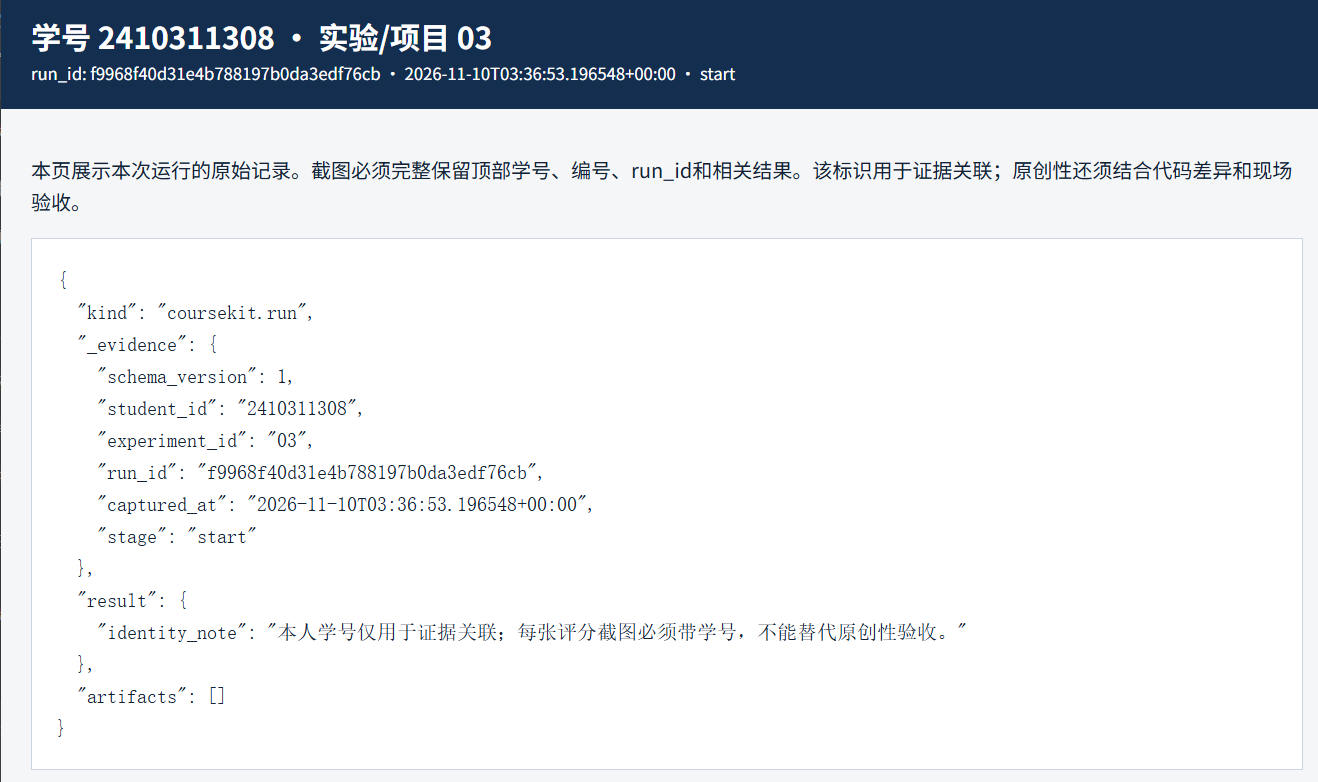 学号 2410311308 · 实验/项目 03
run_id: f9968f40d31e4b788197b0da3edf76cb · 2026-11-10T03:36:53.196548+00:00 · start
本页展示本次运行的原始记录。截图必须完整保留顶部学号、编号、run_id和相关结果。该标识用于证据关联；原创性还须结合代码差异和现场
验收。
{
"kind": "coursekit.run",
"_evidence": {
"schema_version": 1,
"student_id": "2410311308",
"experiment_id": "03",
"run_id": "f9968f40d31e4b788197b0da3edf76cb",
"captured_at": "2026-11-10T03:36:53.196548+00:00",
"stage": "start"
},
"result": {
"identity_note": "本人学号仅用于证据关联；每张评分截图必须带学号，不能替代原创性验收。"
},
"artifacts": []
}